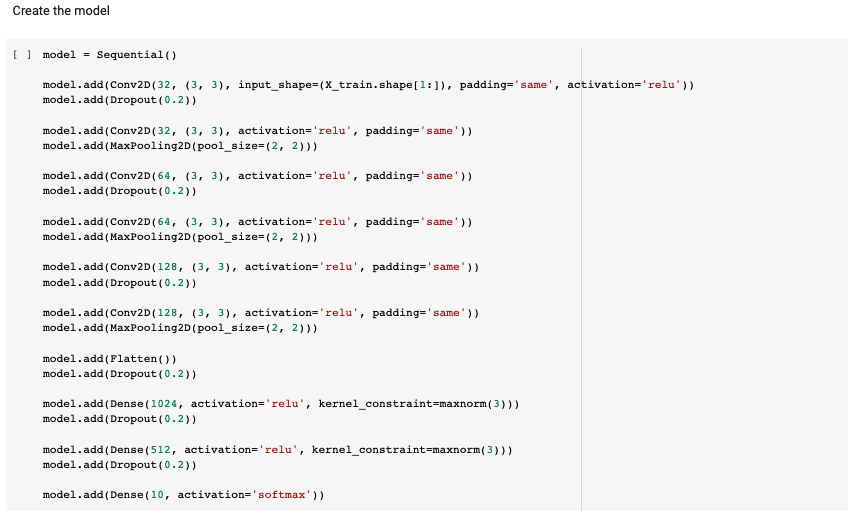 Create the model
[ ] model = Sequential()
model.add(Conv2D(32, (3, 3), input_shape=(X_train.shape[1:]), padding='same', activation='relu'))
model.add(Dropout(0.2))
model.add(Conv2D(32, (3, 3), activation='relu', padding='same'))
model.add(MaxPooling2D(pool_size=(2, 2)))
model.add(Conv2D(64, (3, 3), activation='relu', padding='same'))
model.add(Dropout(0.2))
model.add(Conv2D(64, (3, 3), activation='relu', padding='same'))
model.add(MaxPooling2D(pool_size=(2, 2)))
model.add(Conv2D(128, (3, 3), activation='relu', padding='same'))
model.add(Dropout(0.2))
model.add(Conv2D(128, (3, 3), activation='relu', padding='same'))
model.add(MaxPooling2D(pool_size=(2, 2)))
model.add(Flatten())
model.add(Dropout(0.2))
model.add(Dense(1024, activation='relu', kernel_constraint=maxnorm(3)))
model.add(Dropout(0.2))
model.add(Dense(512, activation='relu', kernel_constraint=maxnorm(3)))
model.add(Dropout(0.2))
model.add(Dense(10, activation='softmax'))